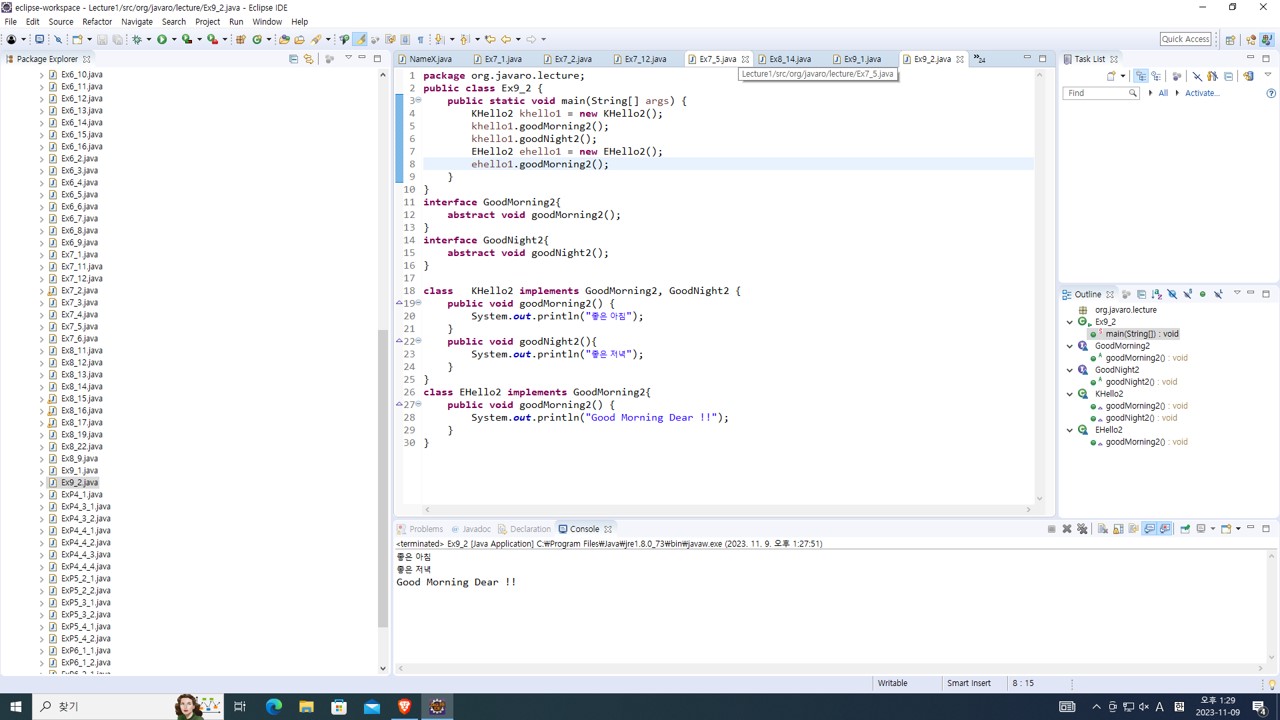 eclipse-workspace - Lecture1/src/org/javaro/lecture/Ex9_2.java - Eclipse IDE
File Edit Source Refactor Navigate Search Project Run Window Help
Quick Access
Package Explorer
Ex6_10.java
Ex6_11.java
Ex6_12.java
Ex6_13.java
Ex6_14.java
Ex6_15.java
Ex6_16.java
Ex6_2.java
Ex6_3.java
Ex6_4.java
Ex6_5.java
Ex6_6.java
Ex6_7.java
Ex6_8.java
Ex6_9.java
Ex7_1.java
Ex7_11.java
Ex7_12.java
Ex7_2.java
Ex7_3.java
Ex7_4.java
Ex7_5.java
Ex7_6.java
Ex8_11.java
Ex8_12.java
Ex8_13.java
Ex8_14.java
Ex8_15.java
Ex8_16.java
Ex8_17.java
Ex8_19.java
Ex8_22.java
Ex8_9.java
Ex9_1.java
Ex9_2.java
ExP4_1.java
ExP4_3_1.java
ExP4_3_2.java
ExP4_4_1.java
ExP4_4_2.java
ExP4_4_3.java
ExP4_4_4.java
ExP5_2_1.java
ExP5_2_2.java
ExP5_3_1.java
ExP5_3_2.java
ExP5_4_1.java
ExP5_4_2.java
ExP6_1_1.java
ExP6_1_2.java
NameX.java Ex7_1.java Ex7_2.java Ex7_12.java Ex7_5.java Ex8_14.java Ex9_1.java Ex9_2.java »24
Lecture1/src/org/javaro/lecture/Ex7_5.java
1 package org.javaro.lecture;
2 public class Ex9_2 {
3 public static void main(String[] args) {
4 KHello2 khello1 = new KHello2();
5 khello1.goodMorning2();
6 khello1.goodNight2();
7 EHello2 ehello1 = new EHello2();
8 ehello1.goodMorning2();
9 }
10 }
11 interface GoodMorning2{
12 abstract void goodMorning2();
13 }
14 interface GoodNight2{
15 abstract void goodNight2();
16 }
17
18 class KHello2 implements GoodMorning2, GoodNight2 {
19 public void goodMorning2() {
20 System.out.println("좋은 아침");
21 }
22 public void goodNight2(){
23 System.out.println("좋은 저녁");
24 }
25 }
26 class EHello2 implements GoodMorning2{
27 public void goodMorning2() {
28 System.out.println("Good Morning Dear !!");
29 }
30 }
Task List
Find All Activate...
Outline
org.javaro.lecture
Ex9_2
main(String[]) : void
GoodMorning2
goodMorning2() : void
GoodNight2
goodNight2() : void
KHello2
goodMorning2() : void
goodNight2() : void
EHello2
goodMorning2() : void
Problems Javadoc Declaration Console
<terminated> Ex9_2 [Java Application] C:₩Program Files₩Java₩jre1.8.0_73₩bin₩javaw.exe (2023. 11. 9. 오후 1:27:51)
좋은 아침
좋은 저녁
Good Morning Dear !!
Writable Smart Insert 8 : 15
찾기
A 한 오후 1:29
2023-11-09
4